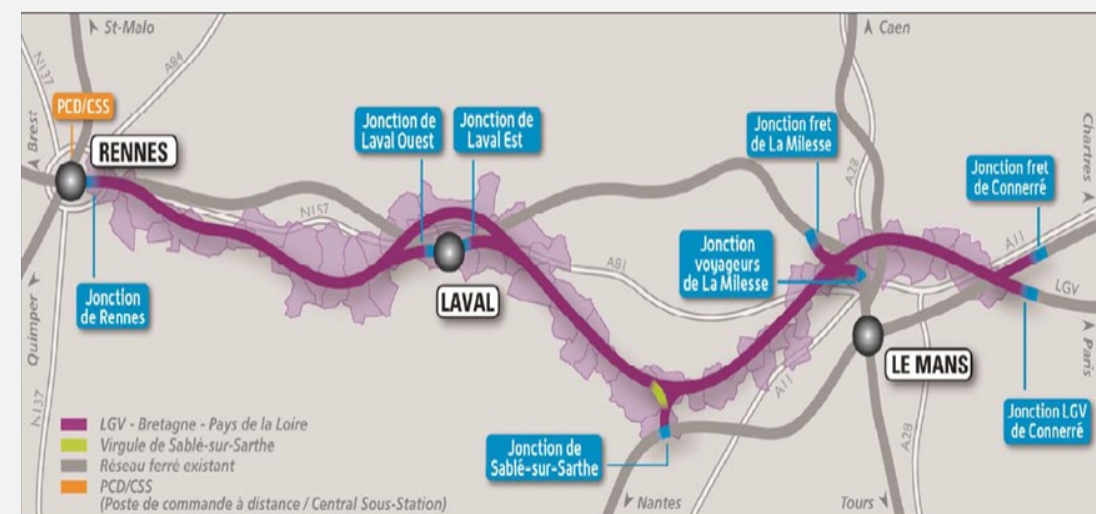 St-Malo
Caen
N137
A84
PCD/CSS
Brest
RENNES
Jonction de
Laval Ouest
Jonction de
Laval Est
Jonction fret
de La Milesse
A28
Chartres
Jonction fret
de Connerré
N157
A11
Jonction
voyageurs
de La Milesse
A81
LGV
Jonction
de Rennes
LAVAL
Quimper
Paris
LE MANS
A11
N137
Jonction LGV
de Connerré
A28
Jonction de
Sablé-sur-Sarthe
LGV - Bretagne - Pays de la Loire
Virgule de Sablé-sur-Sarthe
Réseau ferré existant
PCD/CSS
(Poste de commande à distance / Central Sous-Station)
Nantes
Tours